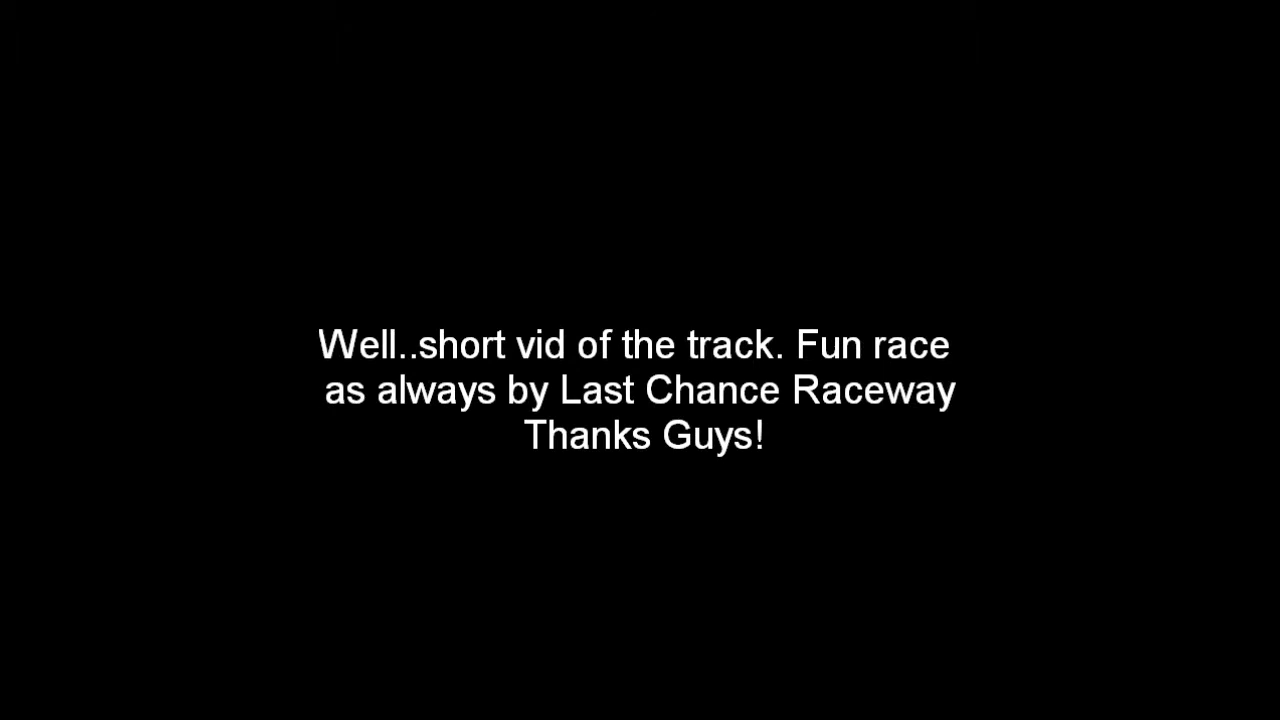 Well..short vid of the track. Fun race
as always by Last Chance Raceway
Thanks Guys!